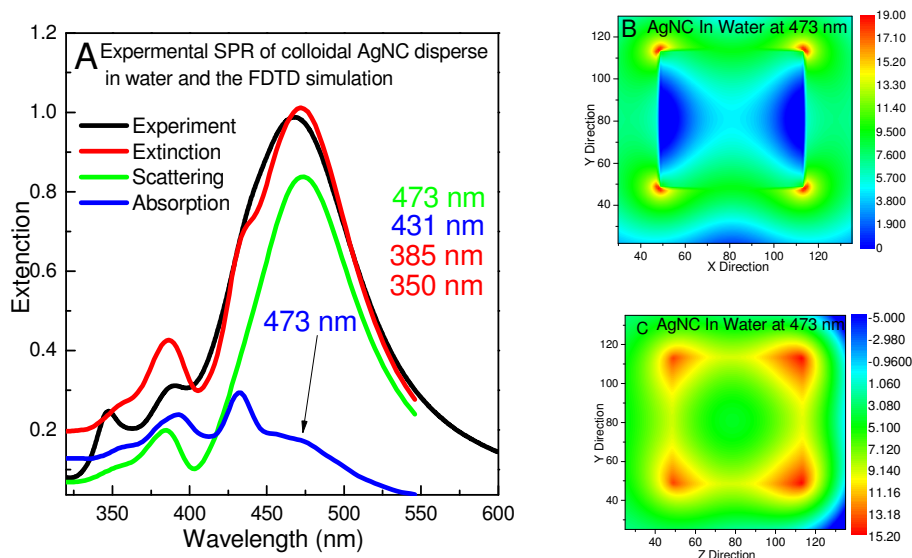 A Expermental SPR of colloidal AgNC disperse
in water and the FDTD simulation
Experiment
Extinction
Scattering
Absorption
473 nm
431 nm
385 nm
350 nm
473 nm
Extenction
1.2
1.0
0.8
0.6
0.4
0.2
350 400 450 500 550 600
Wavelength (nm)
B AgNC In Water at 473 nm
Y Direction
120
100
80
60
40
40 60 80 100 120
X Direction
19.00
17.10
15.20
13.30
11.40
9.500
7.600
5.700
3.800
1.900
0
C AgNC In Water at 473 nm
Y Direction
120
100
80
60
40
40 60 80 100 120
Z Direction
-5.000
-2.9600
1.060
3.080
5.100
7.120
9.140
11.16
13.18
15.20